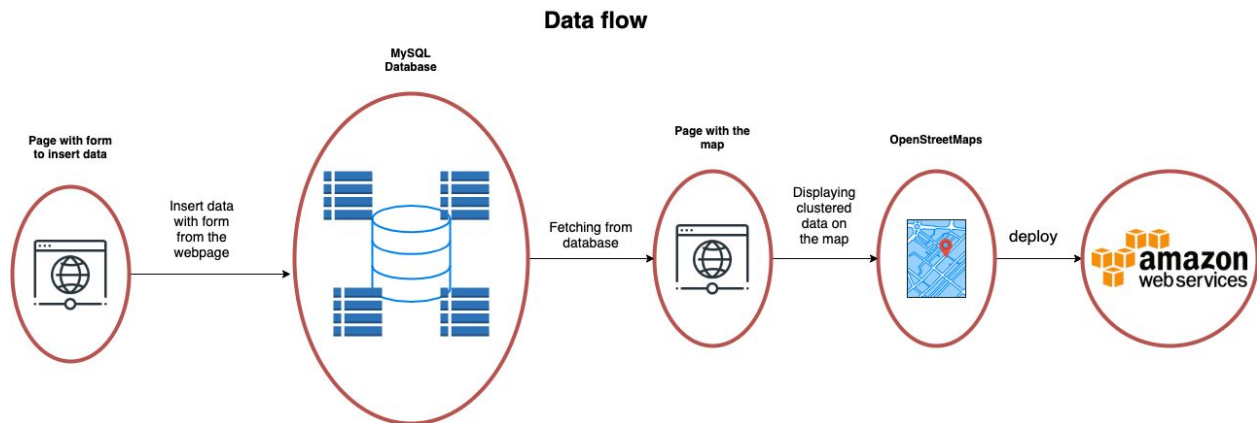 Data flow
MySQL
Database
Page with form
to insert data
Insert data
with form
from the
webpage
Fetching from
database
Page with the
map
Displaying
clustered
data on
the map
OpenStreetMaps
deploy
amazon
webservices